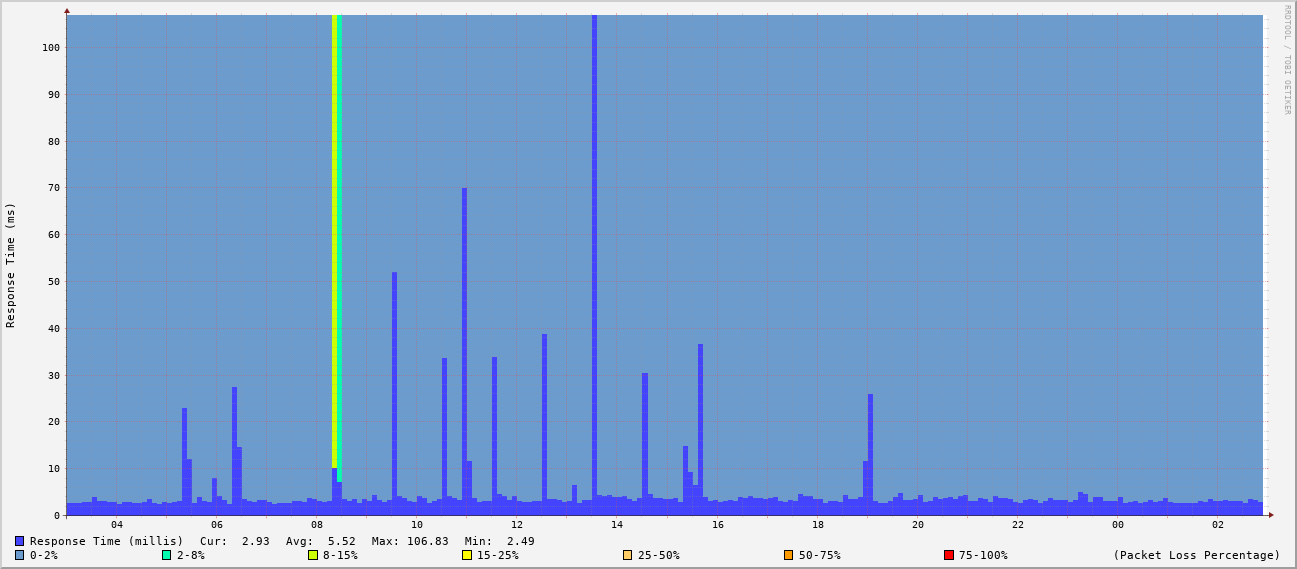 RRDTOOL / TOBI OETIKER
Response Time (ms)
100
90
80
70
60
50
40
30
20
10
0
04 06 08 10 12 14 16 18 20 22 00 02
Response Time (millis) Cur: 2.93 Avg: 5.52 Max: 106.83 Min: 2.49
0-2% 2-8% 8-15% 15-25% 25-50% 50-75% 75-100% (Packet Loss Percentage)